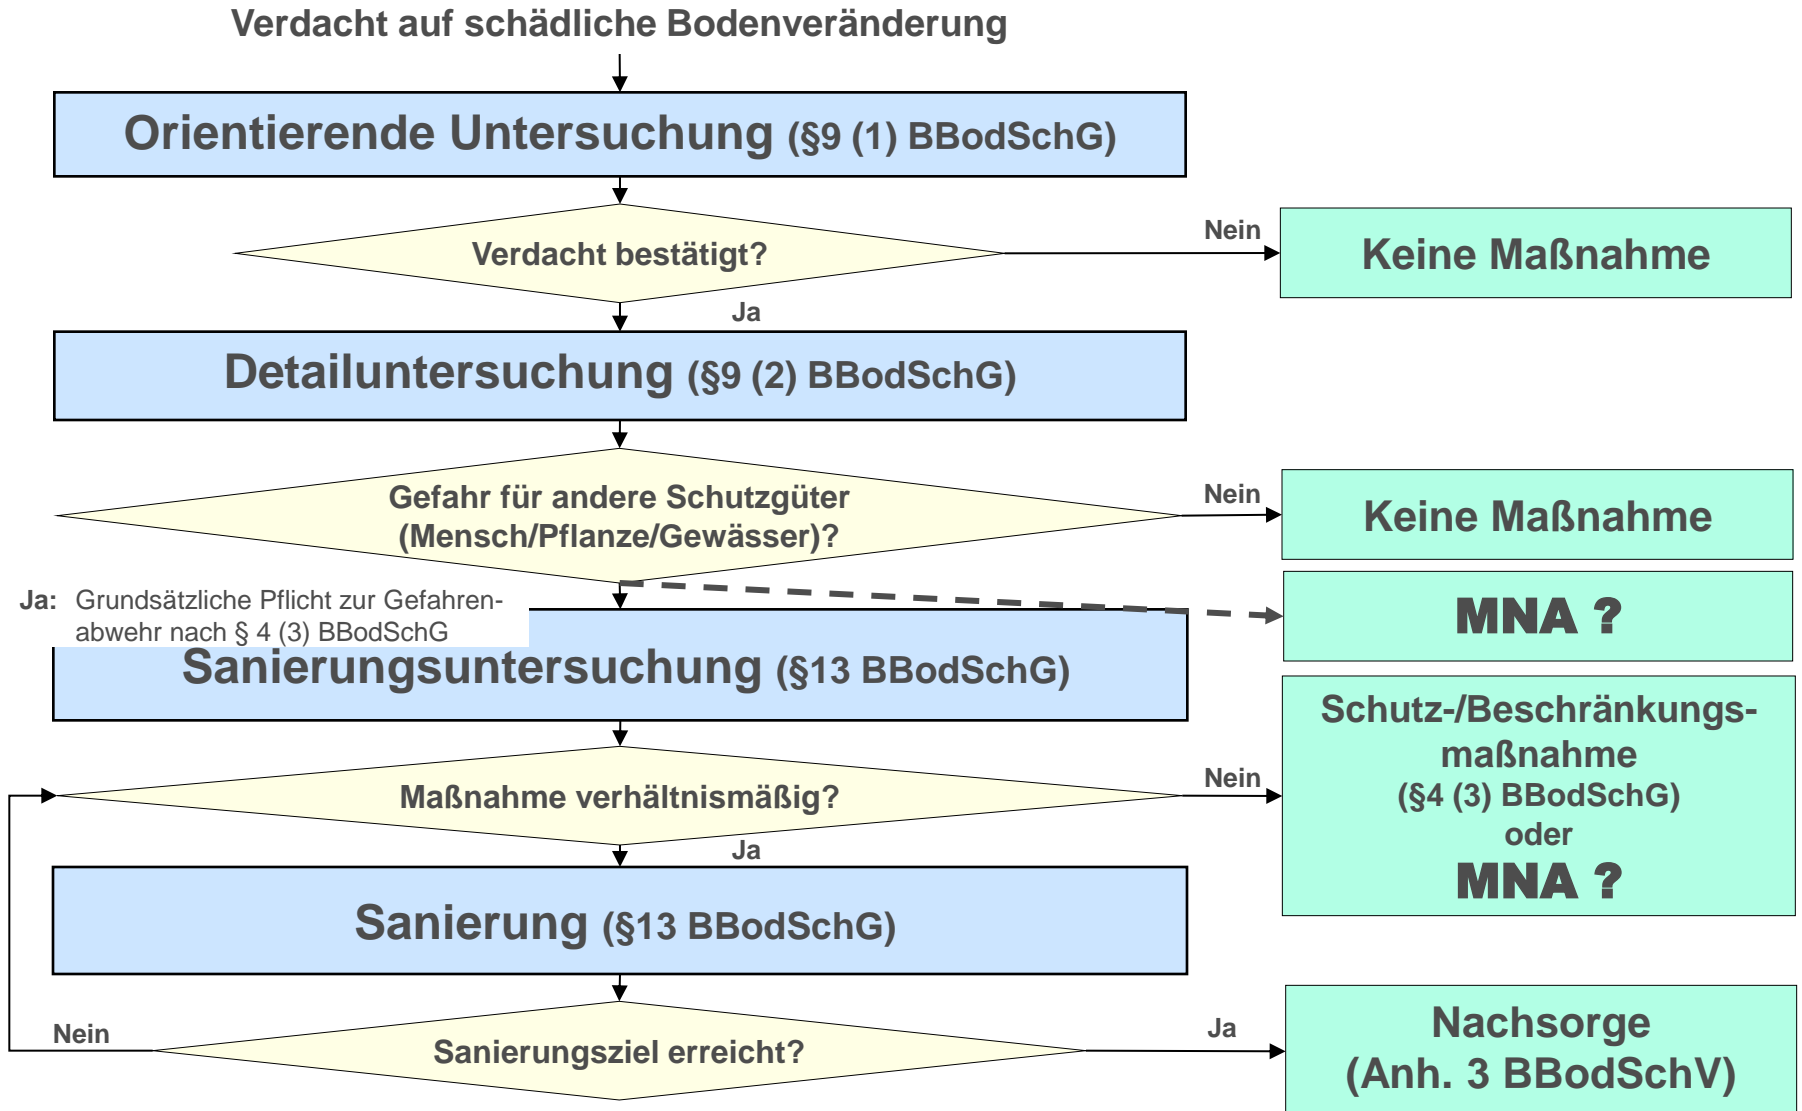 Verdacht auf schädliche Bodenveränderung
Orientierende Untersuchung (§9 (1) BBodSchG)
Verdacht bestätigt?
Nein
Keine Maßnahme
Ja
Detailuntersuchung (§9 (2) BBodSchG)
Gefahr für andere Schutzgüter
(Mensch/Pflanze/Gewässer)?
Nein
Keine Maßnahme
Ja: Grundsätzliche Pflicht zur Gefahren-
abwehr nach § 4 (3) BBodSchG
MNA ?
Sanierungsuntersuchung (§13 BBodSchG)
Maßnahme verhältnismäßig?
Nein
Schutz-/Beschränkungs-
maßnahme
(§4 (3) BBodSchG)
oder
MNA ?
Ja
Sanierung (§13 BBodSchG)
Nein
Sanierungsziel erreicht?
Ja
Nachsorge
(Anh. 3 BBodSchV)